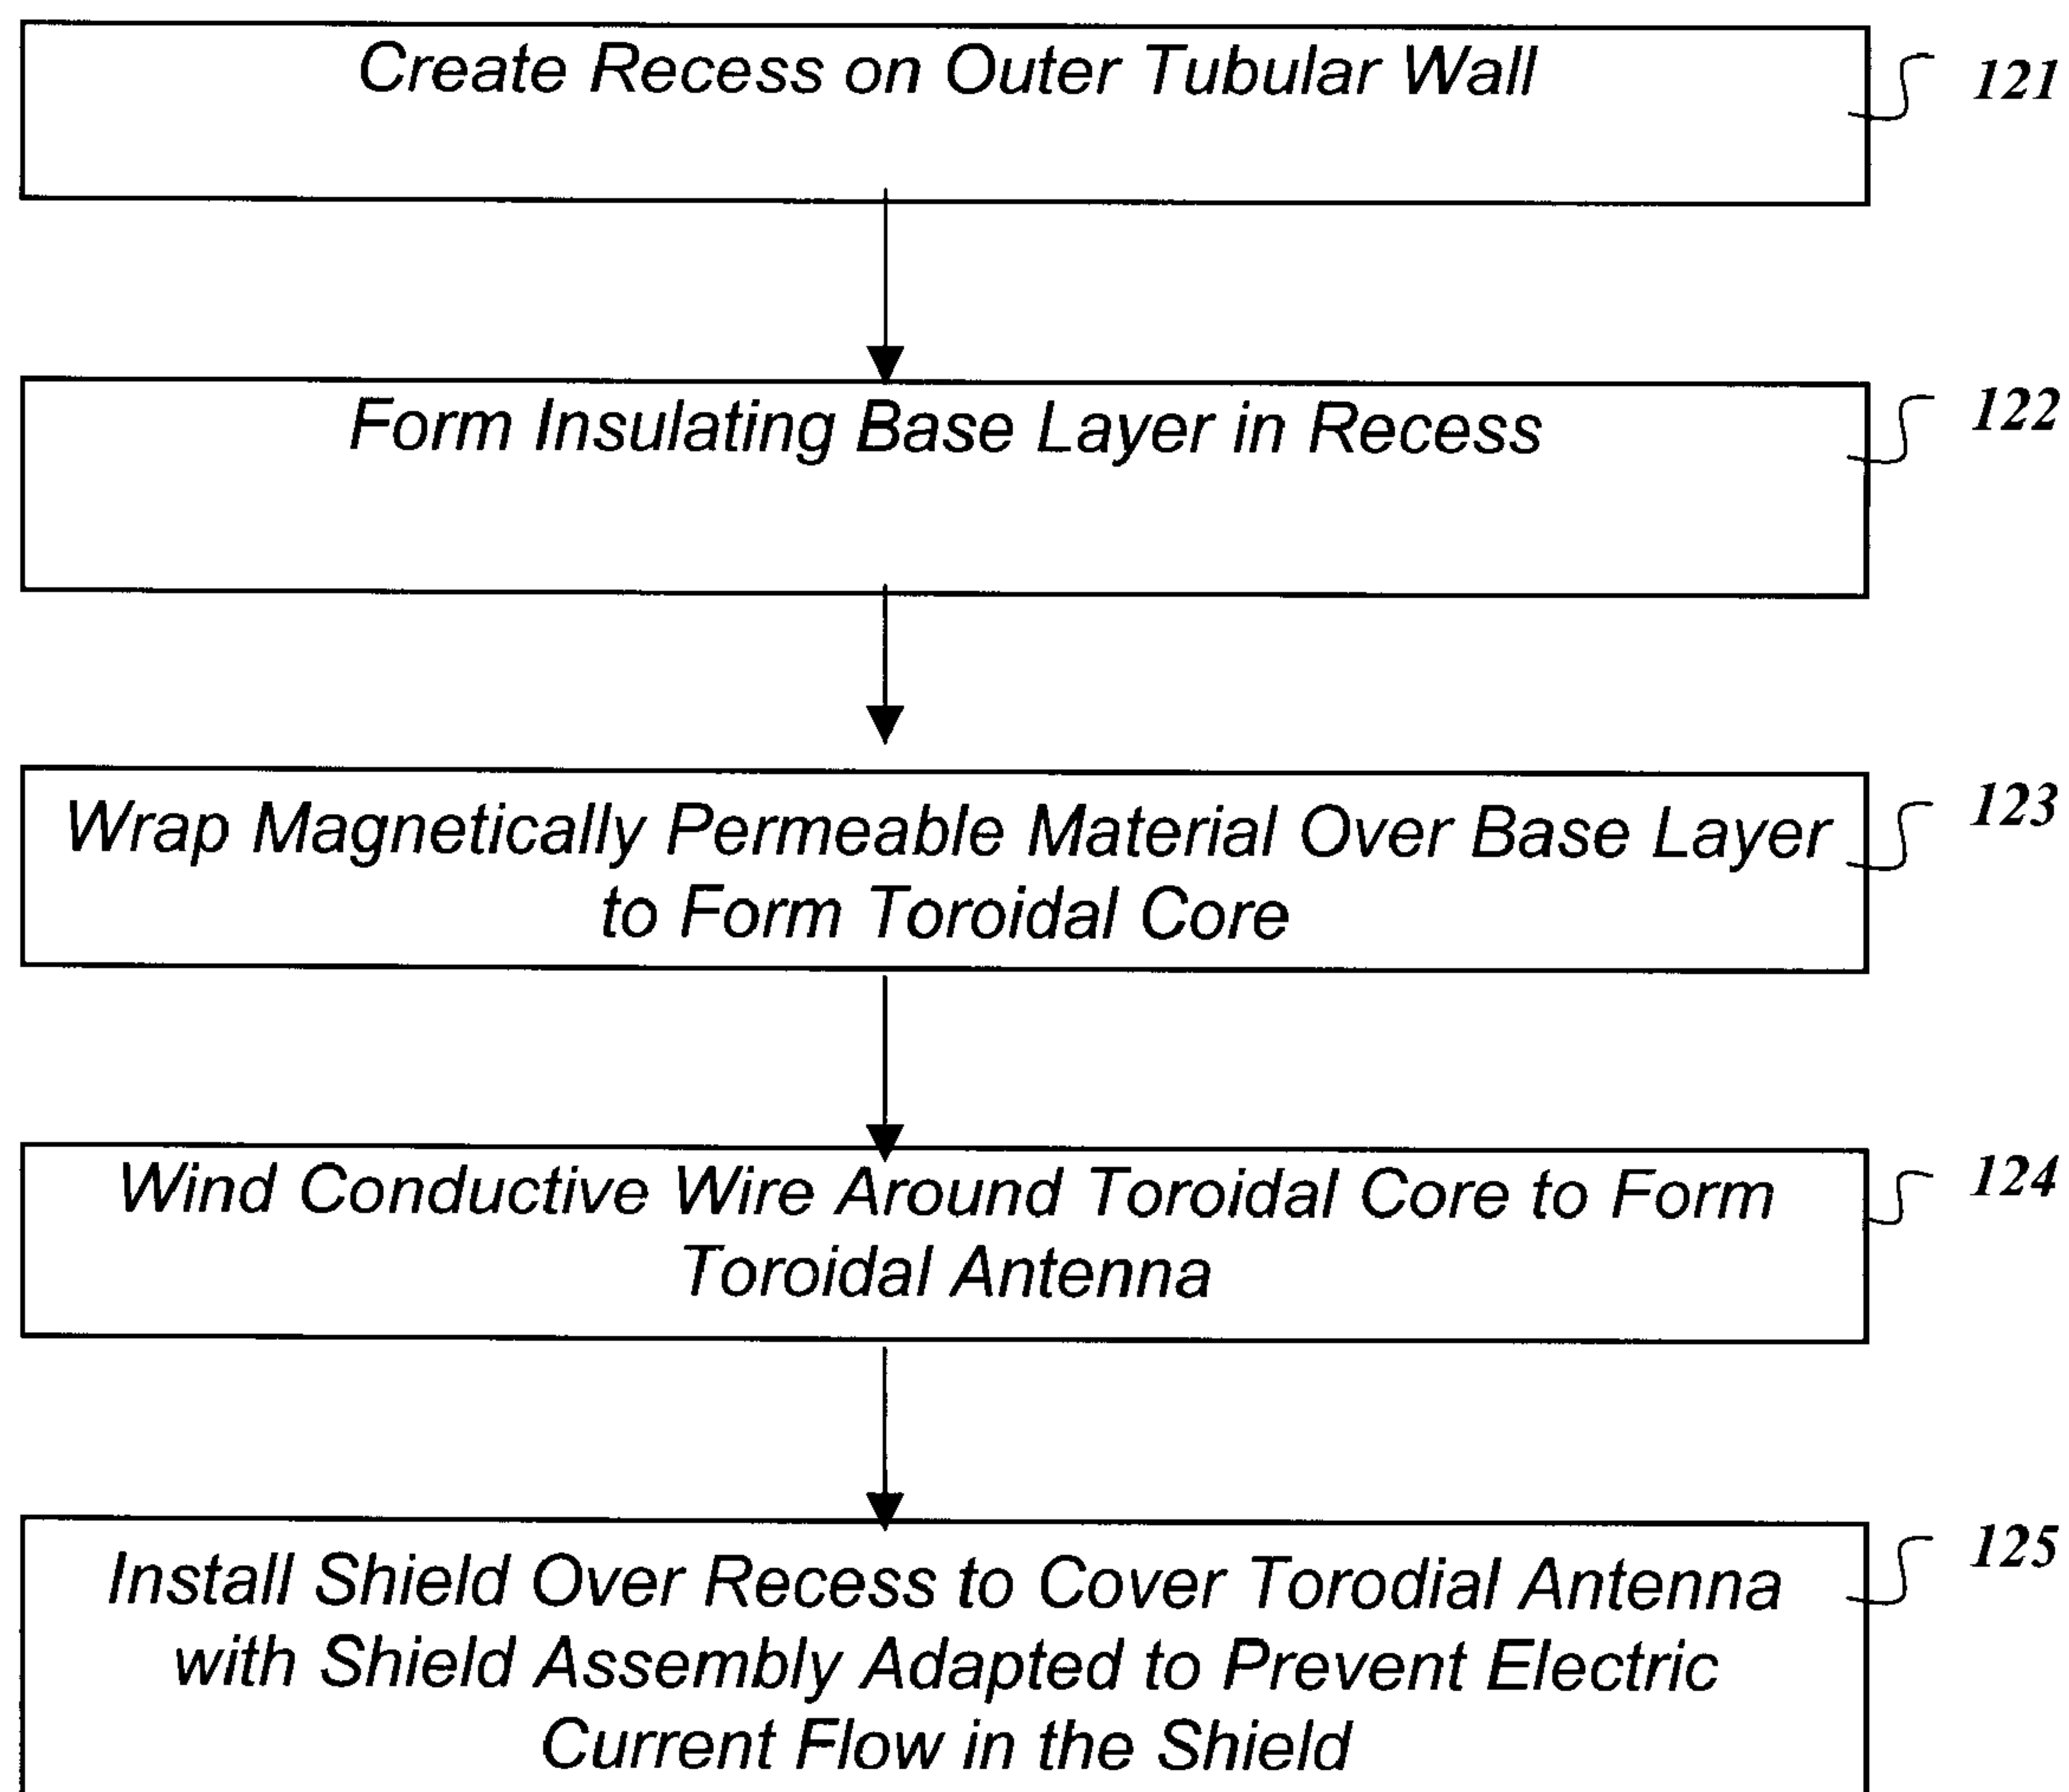 Create Recess on Outer Tubular Wall
121
Form Insulating Base Layer in Recess
122
Wrap Magnetically Permeable Material Over Base Layer
to Form Toroidal Core
123
Wind Conductive Wire Around Toroidal Core to Form
Toroidal Antenna
124
Install Shield Over Recess to Cover Torodial Antenna
with Shield Assembly Adapted to Prevent Electric
Current Flow in the Shield
125